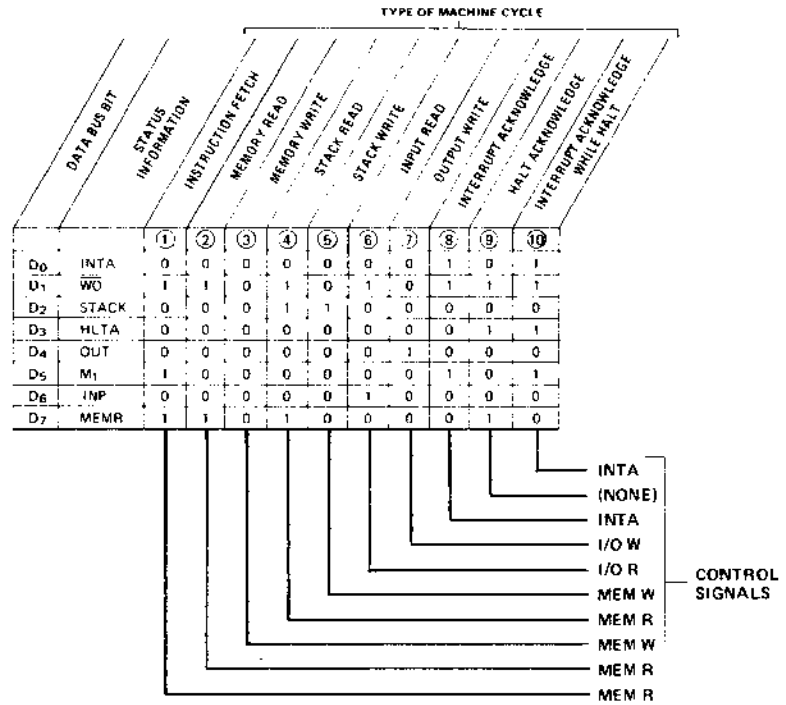 TYPE OF MACHINE CYCLE
DATA BUS BIT
STATUS
INFORMATION
INSTRUCTION FETCH
MEMORY READ
MEMORY WRITE
STACK READ
STACK WRITE
INPUT READ
OUTPUT WRITE
INTERRUPT ACKNOWLEDGE
HALT ACKNOWLEDGE
INTERRUPT ACKNOWLEDGE
WHILE HALT
① ② ③ ④ ⑤ ⑥ ⑦ ⑧ ⑨ ⑩
D₀ INTA 0 0 0 0 0 0 0 1 0 1
D₁ W̅O̅ 1 1 0 1 0 1 0 1 1 1
D₂ STACK 0 0 0 1 1 0 0 0 0 0
D₃ HLTA 0 0 0 0 0 0 0 0 1 1
D₄ OUT 0 0 0 0 0 0 1 0 0 0
D₅ M₁ 1 0 0 0 0 0 0 1 0 1
D₆ INP 0 0 0 0 0 1 0 0 0 0
D₇ MEMR 1 1 0 1 0 0 0 0 1 0
INTA
(NONE)
INTA
I/O W
I/O R
MEM W
MEM R
MEM W
MEM R
MEM R
CONTROL
SIGNALS